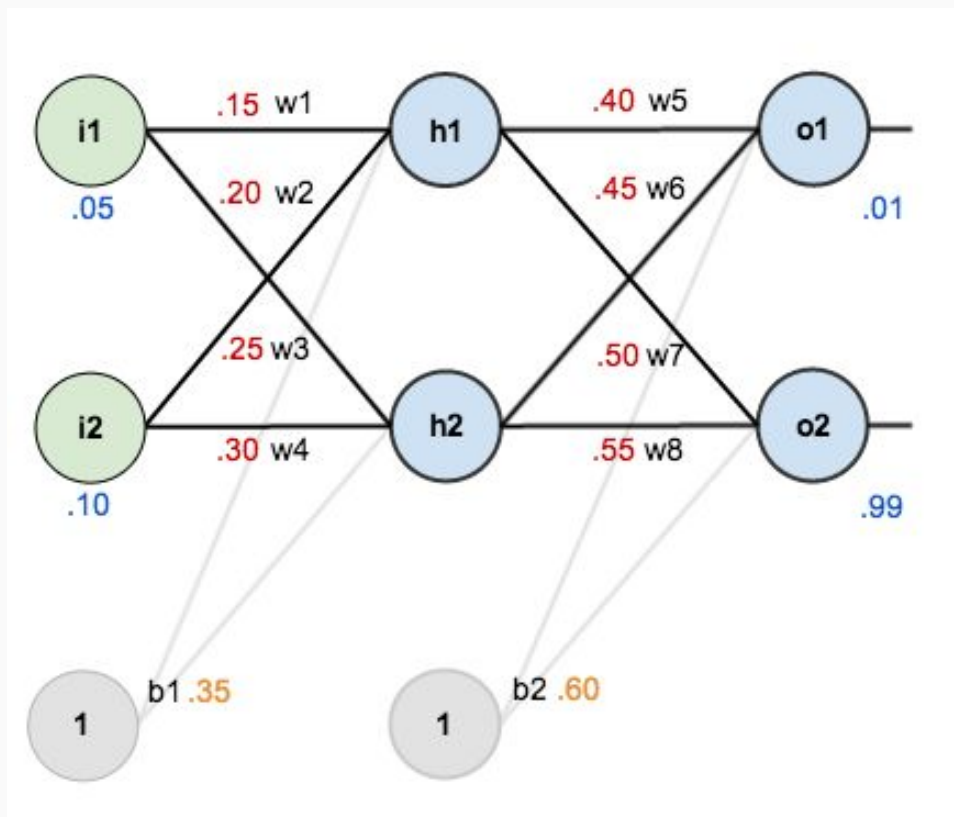 .15 w1
.40 w5
i1
h1
o1
.20 w2
.45 w6
.05
.01
.25 w3
.50 w7
i2
h2
o2
.30 w4
.55 w8
.10
.99
b1 .35
b2 .60
1
1